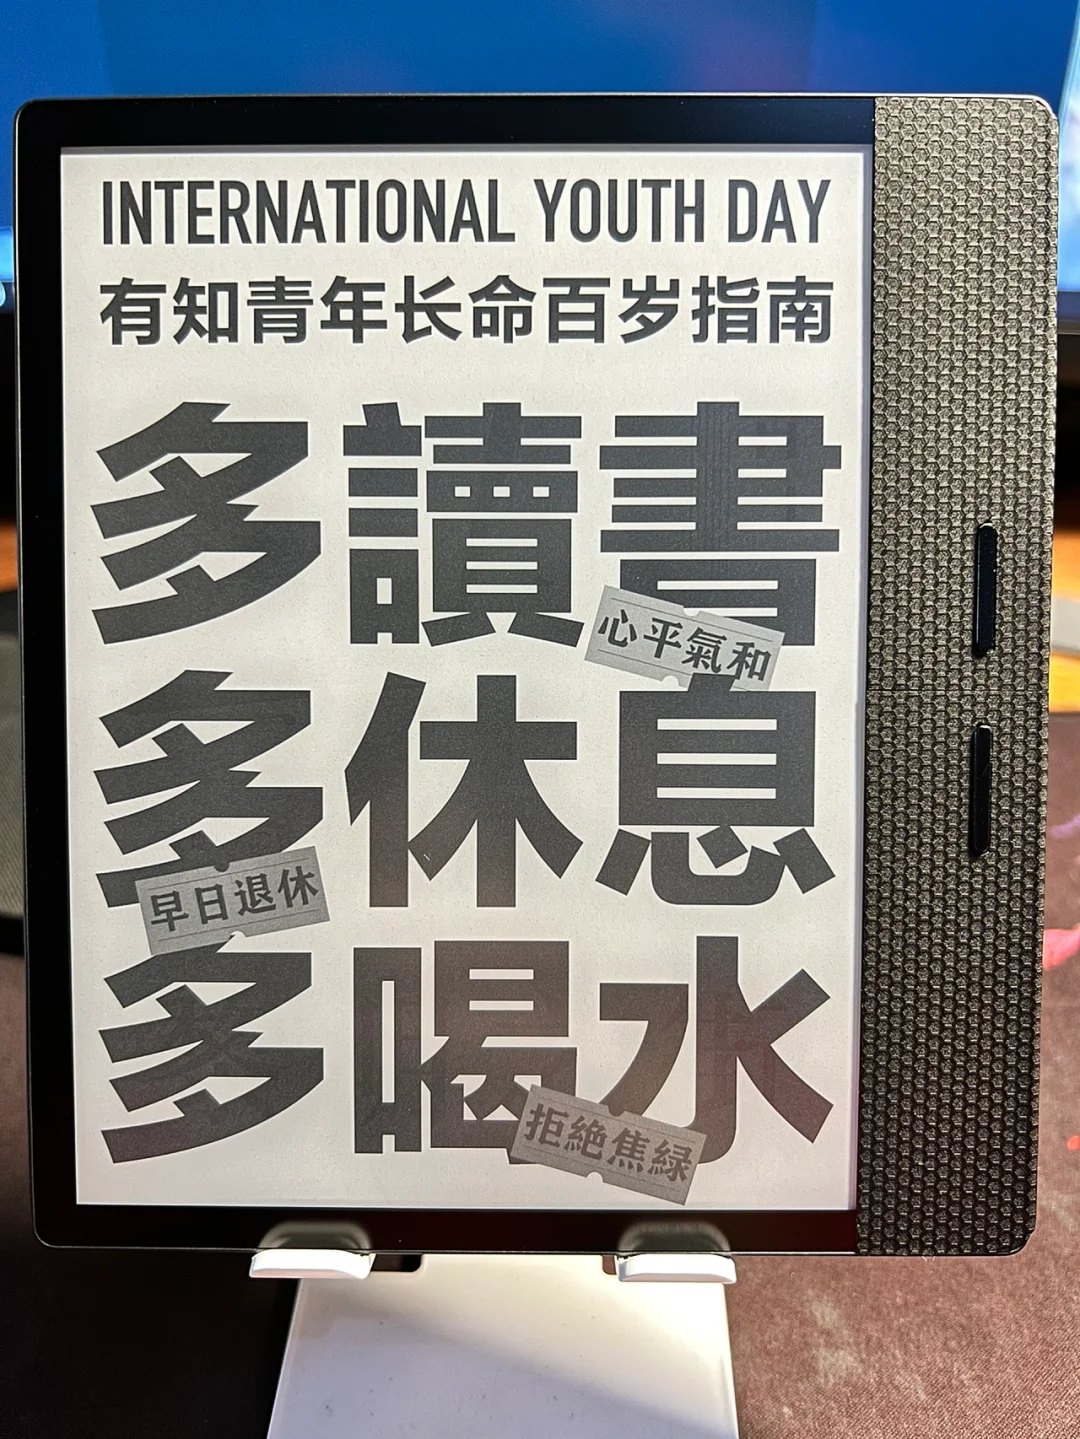 INTERNATIONAL YOUTH DAY
有知青年长命百岁指南
多讀書
心平氣和
多休息
早日退休
多喝水
拒絶焦緑